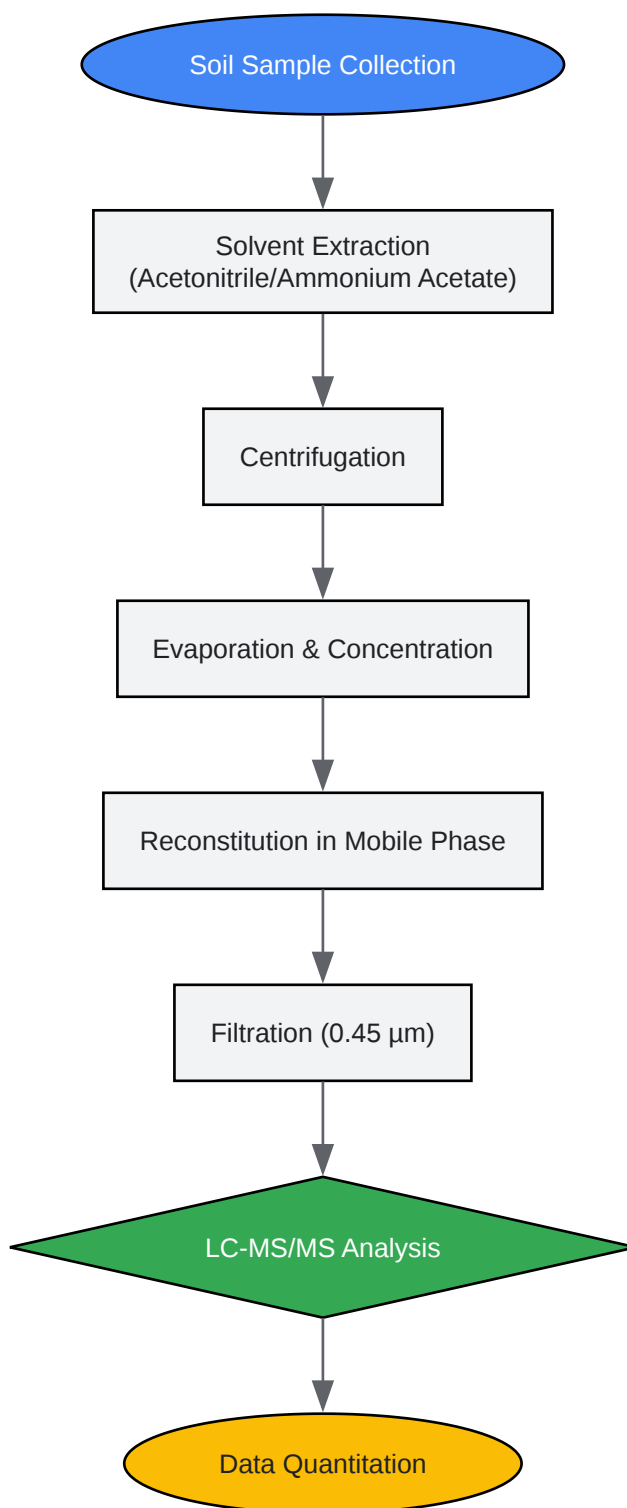 Soil Sample Collection
Solvent Extraction
(Acetonitrile/Ammonium Acetate)
Centrifugation
Evaporation & Concentration
Reconstitution in Mobile Phase
Filtration (0.45 µm)
LC-MS/MS Analysis
Data Quantitation